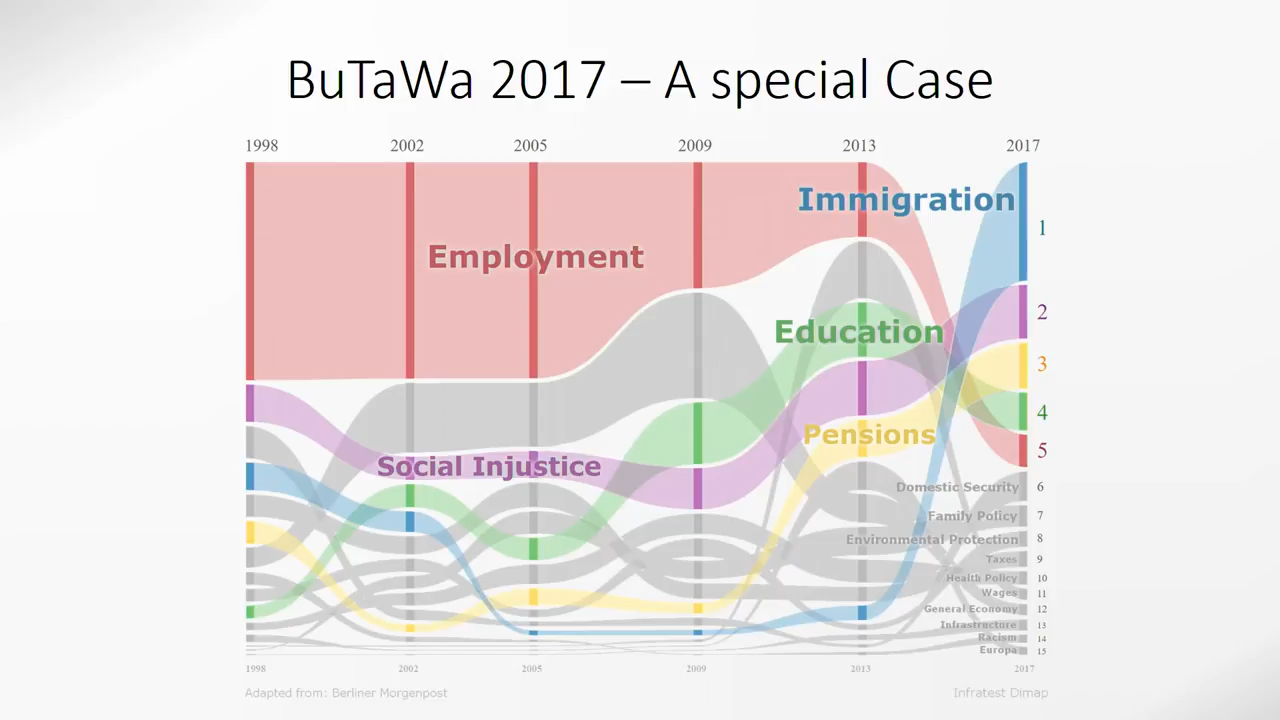 BuTaWa 2017 – A special Case
1998 2002 2005 2009 2013 2017
Immigration
1
Employment
2
Education
3
4
Pensions
5
Social Injustice
Domestic Security 6
Family Policy 7
Environmental Protection 8
Taxes 9
Health Policy 10
Wages 11
General Economy 12
Infrastructure 13
Racism 14
Europa 15
1998 2002 2005 2009 2013 2017
Adapted from: Berliner Morgenpost Infratest Dimap